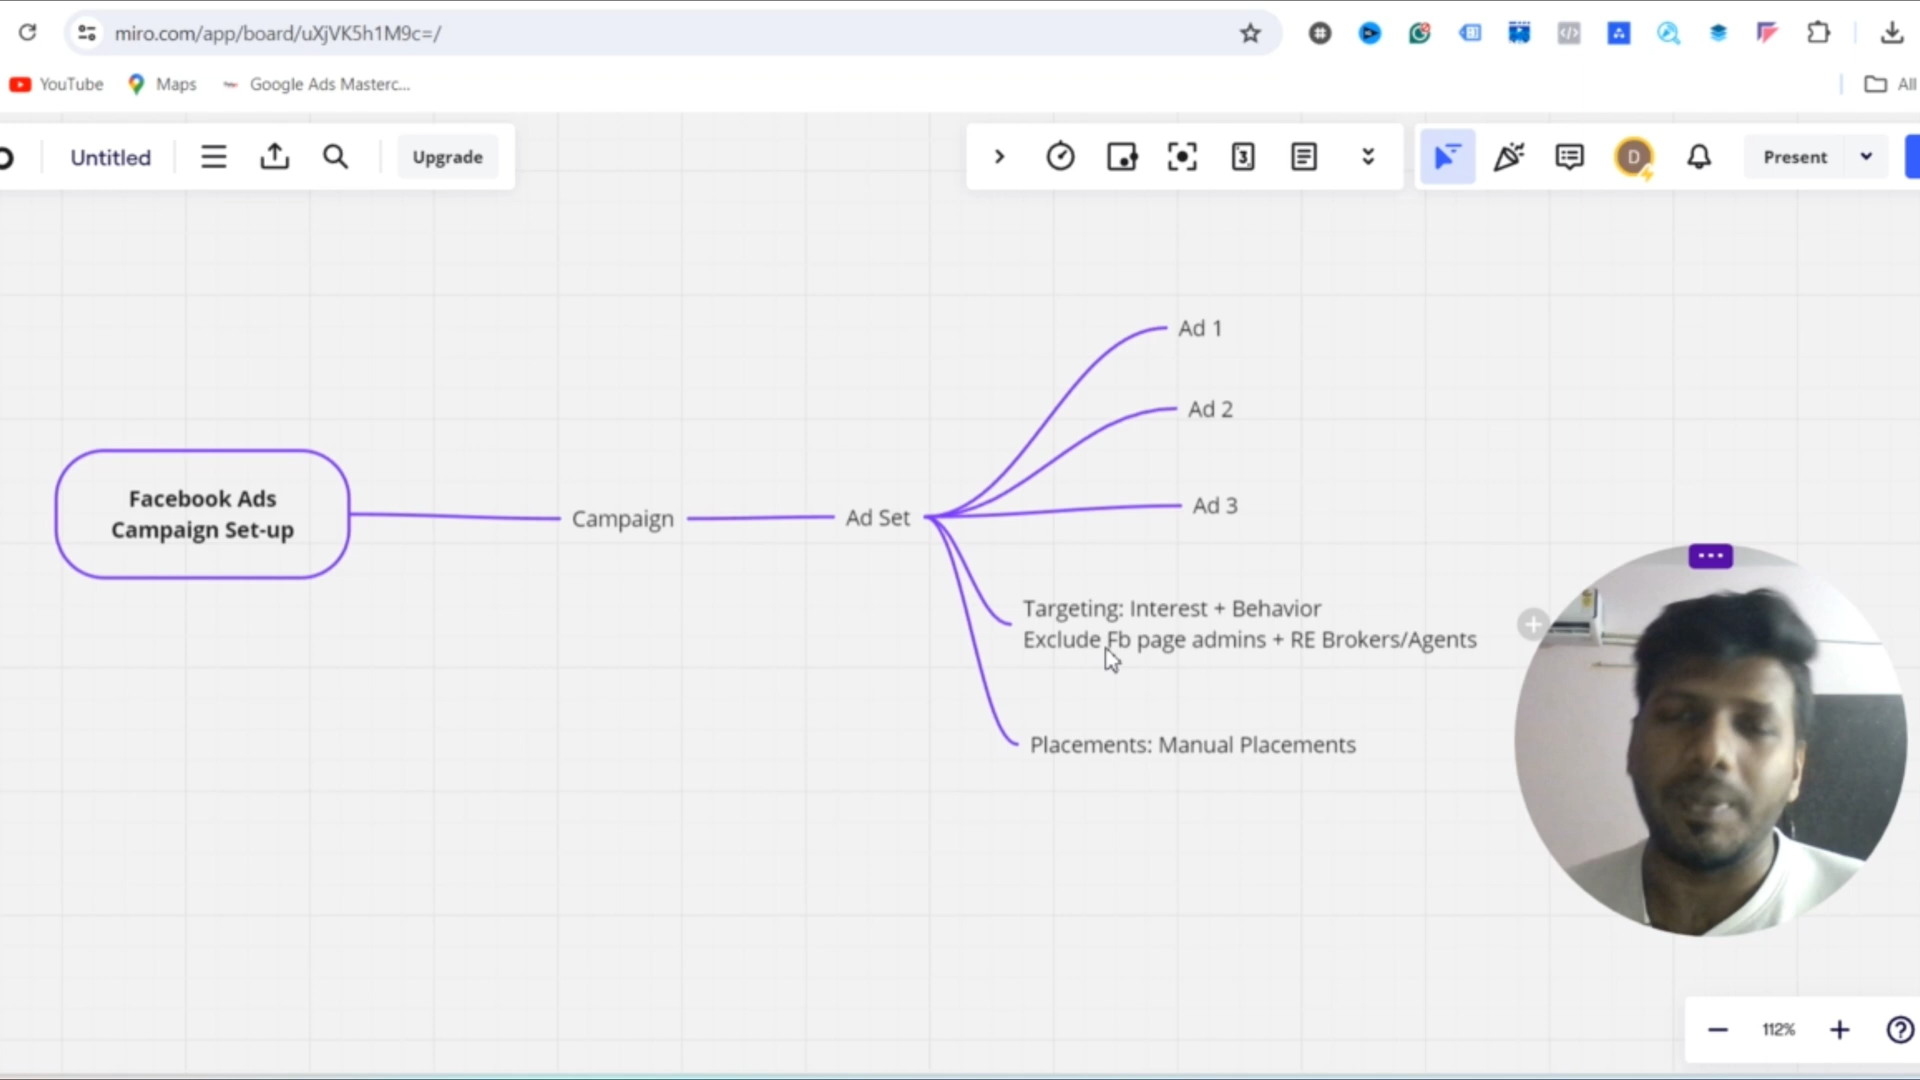 miro.com/app/board/uXjVK5h1M9c=/
YouTube
Maps
Google Ads Masterc...
All
Untitled
Upgrade
3
D
Present
Ad 1
Ad 2
Ad 3
Facebook Ads
Campaign Set-up
Campaign
Ad Set
Targeting: Interest + Behavior
Exclude Fb page admins + RE Brokers/Agents
Placements: Manual Placements
112%